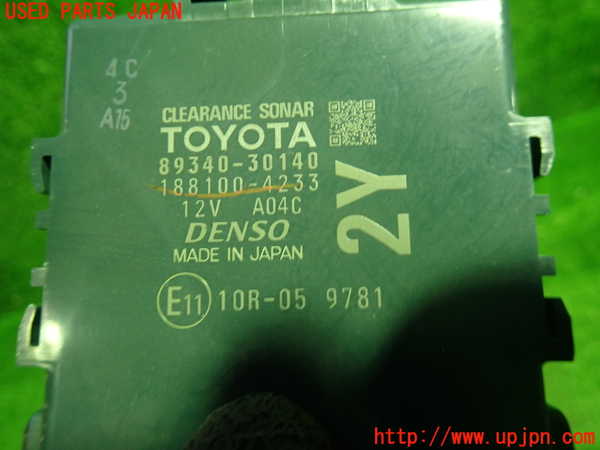 USED PARTS JAPAN
4C
3
A15
CLEARANCE SONAR
TOYOTA
89340-30140
188100-4233
12V A04C
DENSO
MADE IN JAPAN
2Y
E11 10R-05 9781
http://www.upjpn.com/